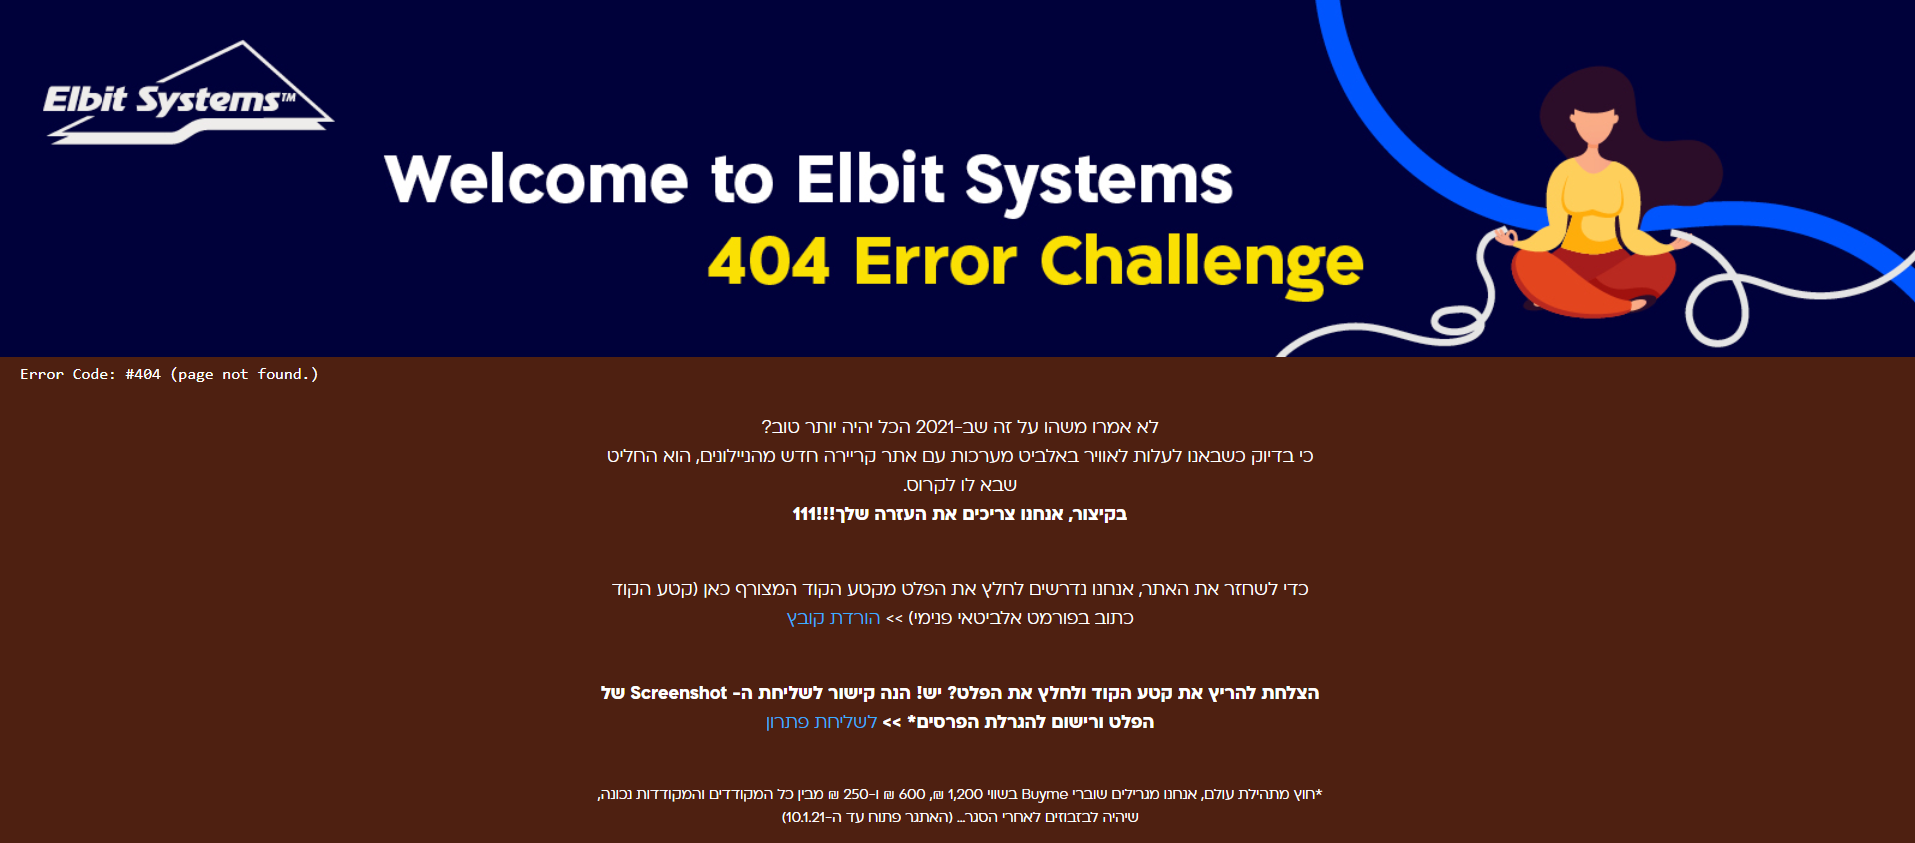 Elbit Systems™
Welcome to Elbit Systems
404 Error Challenge
Error Code: #404 (page not found.)
לא אמרו משהו על זה שב-2021 הכל יהיה יותר טוב?
כי בדיוק כשבאנו לעלות לאוויר באלביט מערכות עם אתר קריירה חדש מהניילונים, הוא החליט
שבא לו לקרוס.
בקיצור, אנחנו צריכים את העזרה שלך!!!111
כדי לשחזר את האתר, אנחנו נדרשים לחלץ את הפלט מקטע הקוד המצורף כאן (קטע הקוד
כתוב בפורמט אלביטאי פנימי) >> הורדת קובץ
הצלחת להריץ את קטע הקוד ולחלץ את הפלט? יש! הנה קישור לשליחת ה- Screenshot של
הפלט ורישום להגרלת הפרסים* >> לשליחת פתרון
*חוץ מתהילת עולם, אנחנו מגרילים שוברי Buyme בשווי 1,200 ₪, 600 ₪ ו-250 ₪ מבין כל המקודדים והמקודדות נכונה,
שיהיה לבזבוזים לאחרי הסגר... (האתגר פתוח עד ה-10.1.21)